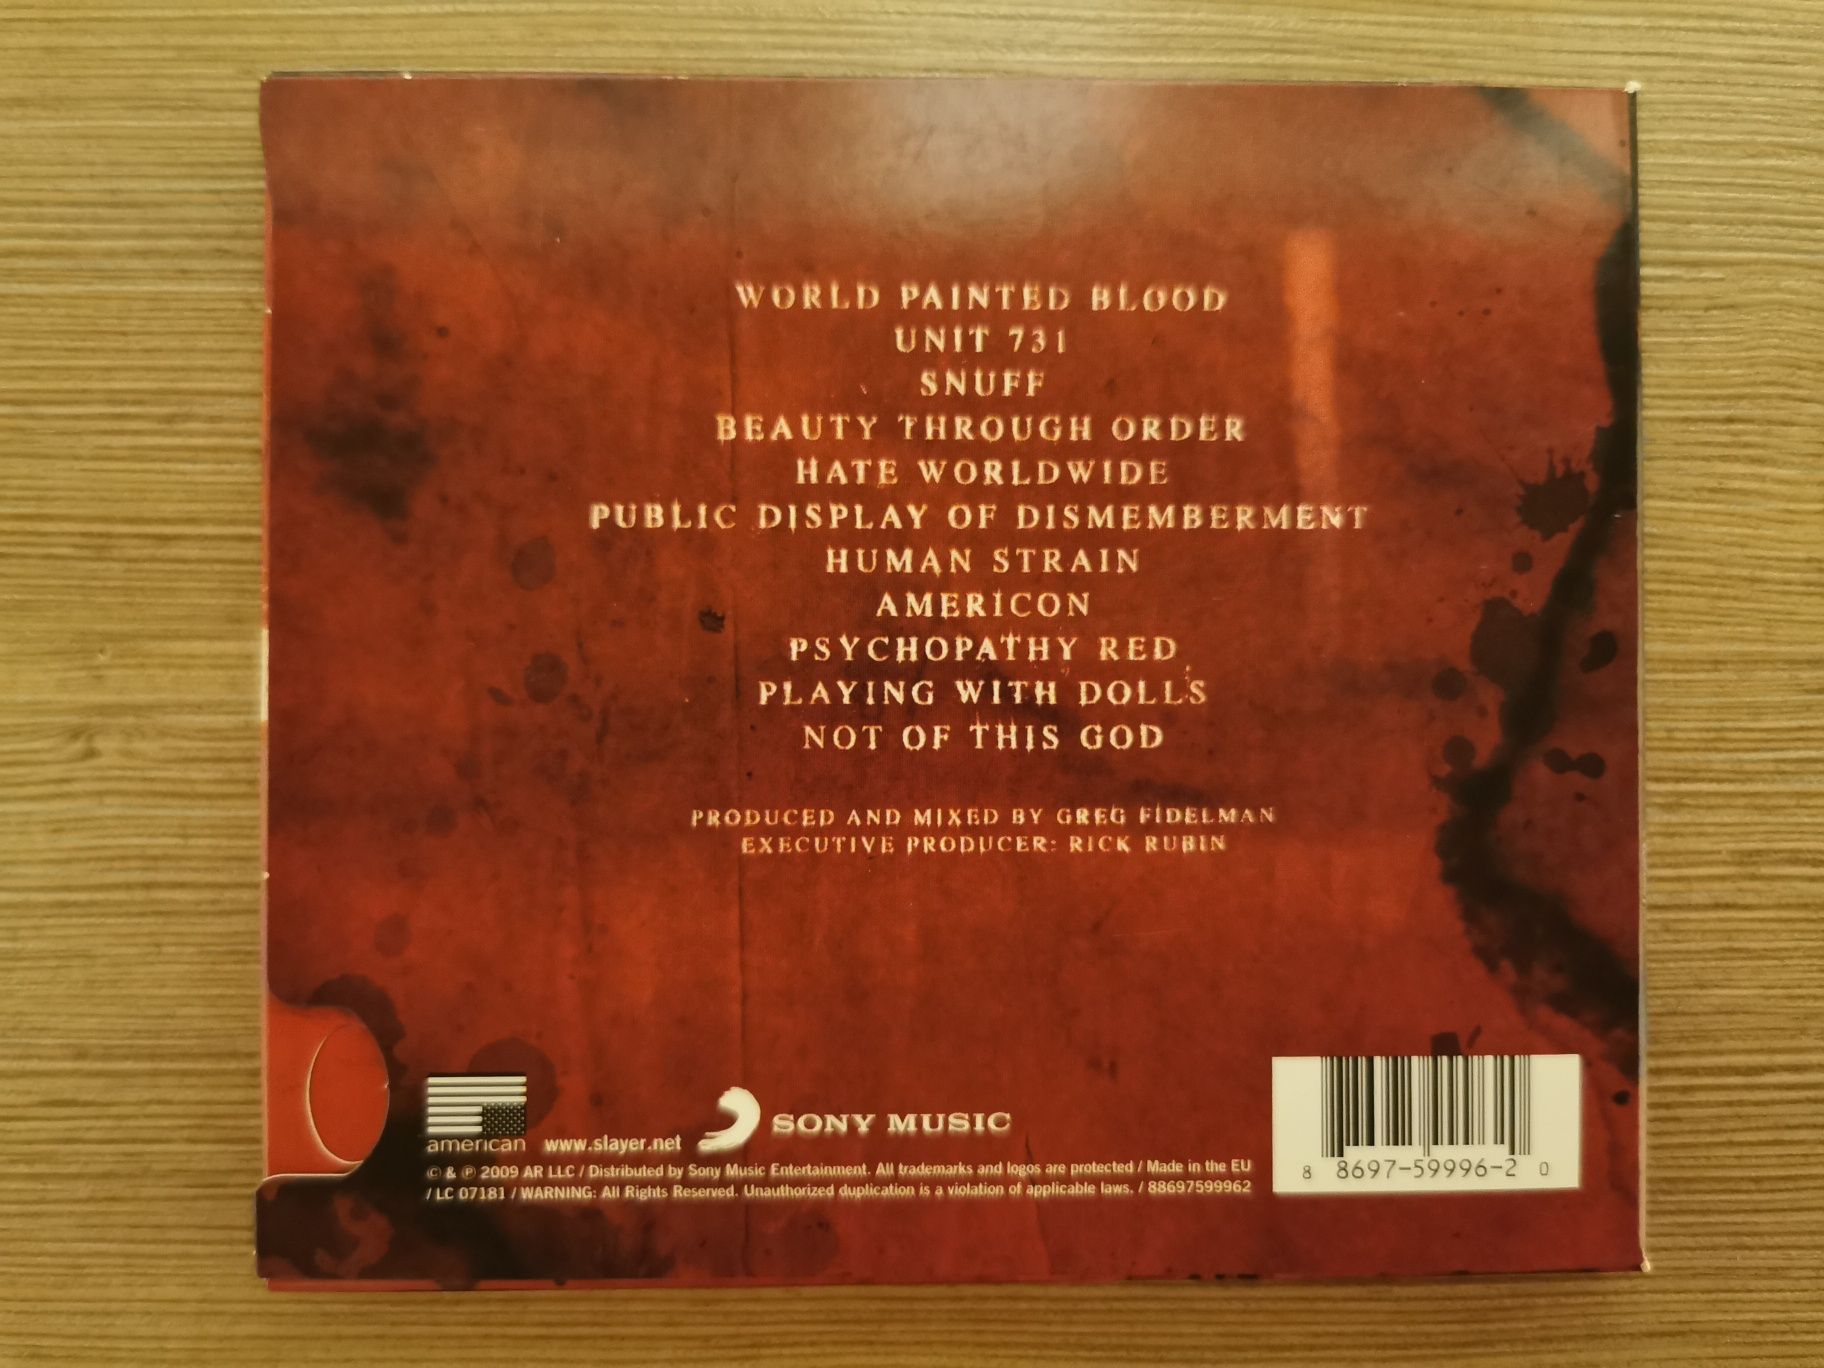 WORLD PAINTED BLOOD
UNIT 731
SNUFF
BEAUTY THROUGH ORDER
HATE WORLDWIDE
PUBLIC DISPLAY OF DISMEMBERMENT
HUMAN STRAIN
AMERICON
PSYCHOPATHY RED
PLAYING WITH DOLLS
NOT OF THIS GOD
PRODUCED AND MIXED BY GREG FIDELMAN
EXECUTIVE PRODUCER: RICK RUBIN
american www.slayer.net SONY MUSIC
© & ℗ 2009 AR LLC / Distributed by Sony Music Entertainment. All trademarks and logos are protected / Made in the EU
/ LC 07181 / WARNING: All Rights Reserved. Unauthorized duplication is a violation of applicable laws. / 88697599962
8 8697-59996-2 0